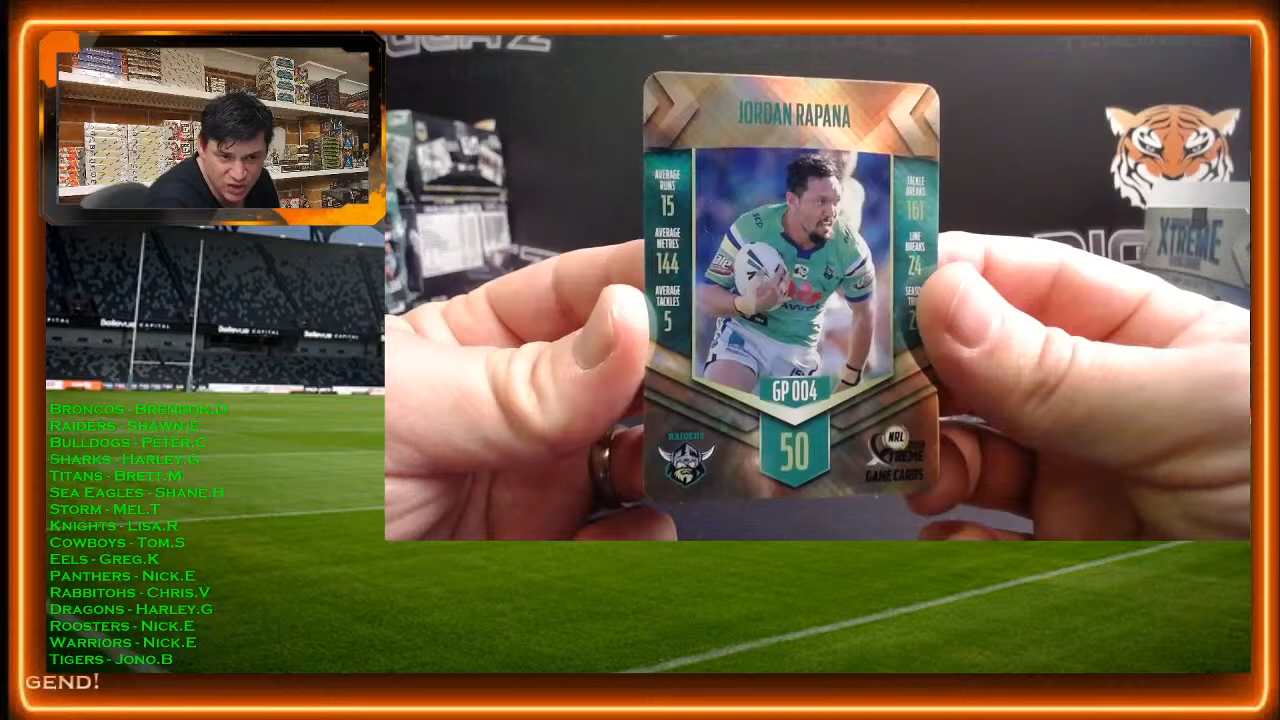 JORDAN RAPANA
AVERAGE
RUNS
15
AVERAGE
METRES
144
AVERAGE
TACKLES
5
TACKLE
BREAKS
161
LINE
BREAKS
24
GP 004
50
RAIDERS
NRL
GAME CARDS
XTREME
BELLEVUE CAPITAL
BRONCOS - BRENDON.D
RAIDERS - SHAWN.E
BULLDOGS - PETER.C
SHARKS - HARLEY.G
TITANS - BRETT.M
SEA EAGLES - SHANE.H
STORM - MEL.T
KNIGHTS - LISA.R
COWBOYS - TOM.S
EELS - GREG.K
PANTHERS - NICK.E
RABBITOHS - CHRIS.V
DRAGONS - HARLEY.G
ROOSTERS - NICK.E
WARRIORS - NICK.E
TIGERS - JONO.B
GEND!